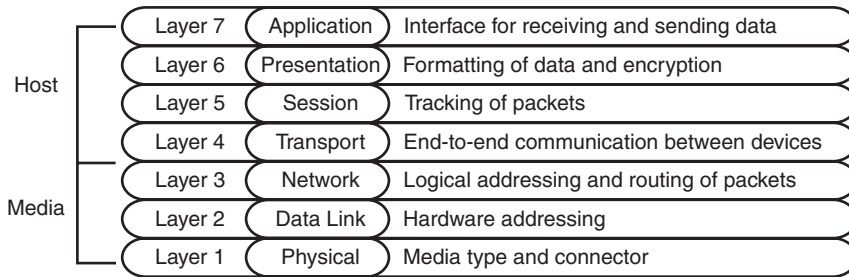 Layer 7 Application Interface for receiving and sending data
Layer 6 Presentation Formatting of data and encryption
Host
Layer 5 Session Tracking of packets
Layer 4 Transport End-to-end communication between devices
Layer 3 Network Logical addressing and routing of packets
Media
Layer 2 Data Link Hardware addressing
Layer 1 Physical Media type and connector